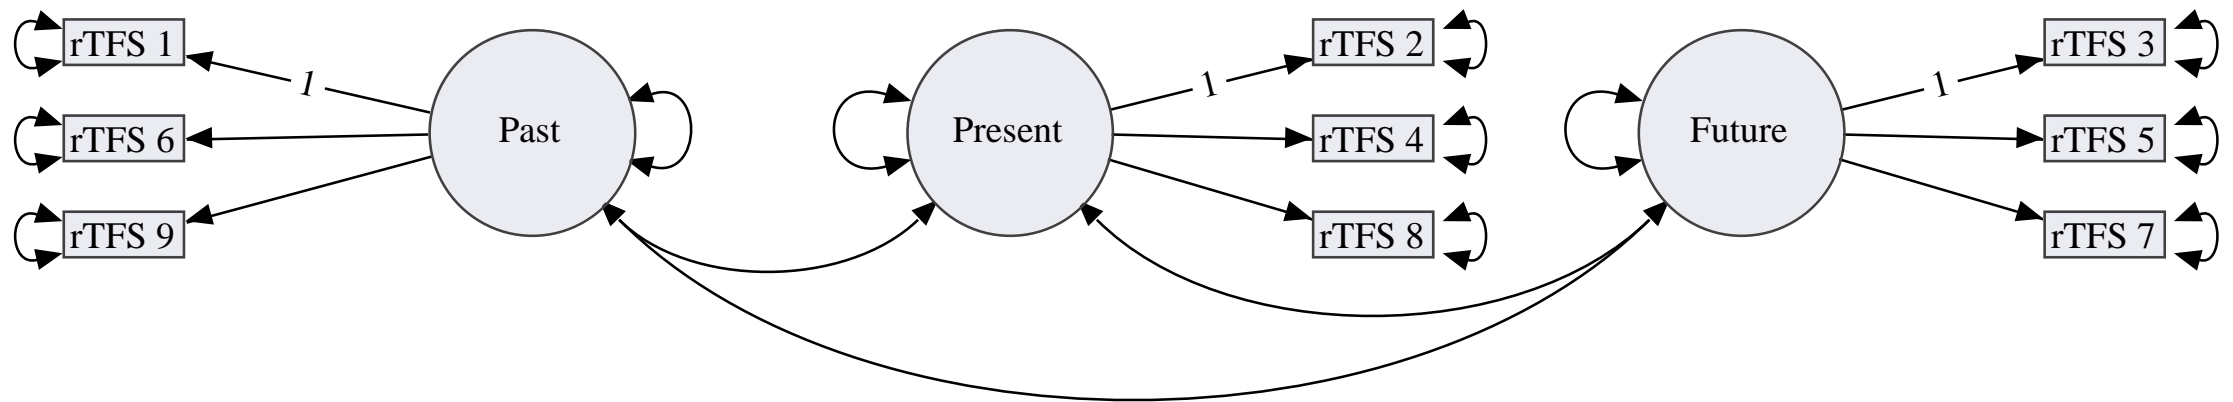 rTFS 1
1
rTFS 6
rTFS 9
Past
Present
1
rTFS 2
rTFS 4
rTFS 8
Future
1
rTFS 3
rTFS 5
rTFS 7